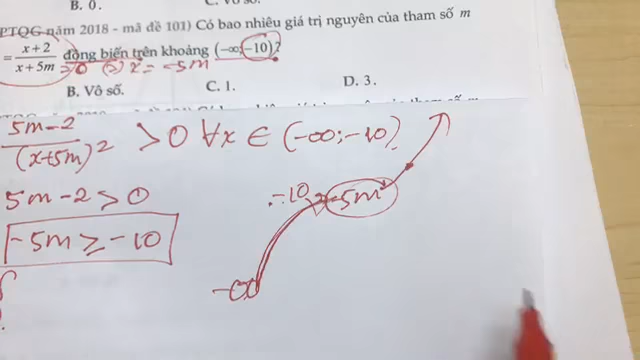 B. 0.
PTQG năm 2018 - mã đề 101) Có bao nhiêu giá trị nguyên của tham số m
= x+2 / x+5m đồng biến trên khoảng (-∞;-10)?
=0 (=) x = -5m
B. Vô số. C. 1. D. 3.
5m-2 / (x+5m)^2 > 0 ∀x ∈ (-∞;-10)
5m-2>0
-10 -5m
-5m ≥ -10
-∞